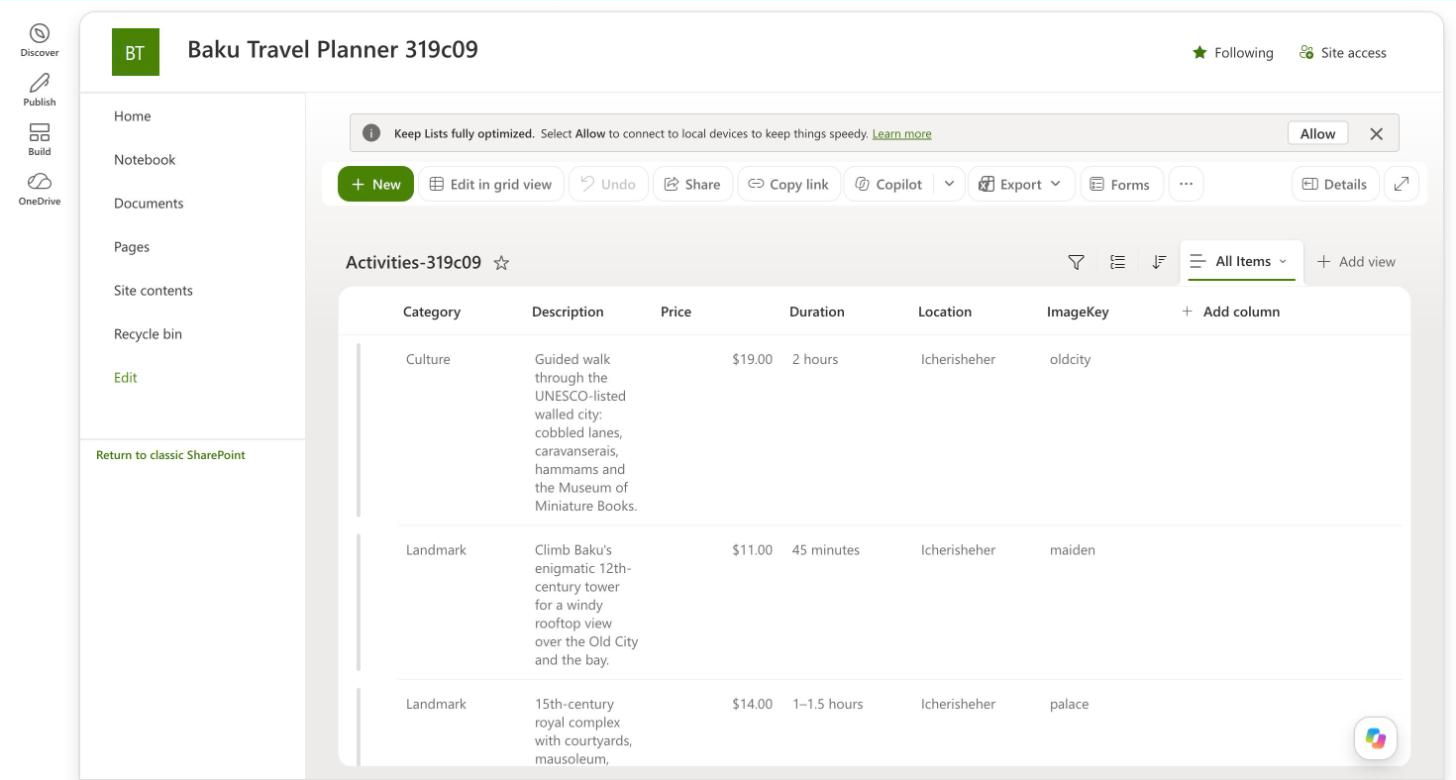 Discover
Publish
Build
OneDrive
BT
Baku Travel Planner 319c09
Following
Site access
Home
Notebook
Documents
Pages
Site contents
Recycle bin
Edit
Return to classic SharePoint
Keep Lists fully optimized. Select Allow to connect to local devices to keep things speedy. Learn more
Allow
+ New
Edit in grid view
Undo
Share
Copy link
Copilot
Export
Forms
...
Details
Activities-319c09
All Items
+ Add view
Category Description Price Duration Location ImageKey + Add column
Culture
Guided walk
through the
UNESCO-listed
walled city:
cobbled lanes,
caravanserais,
hammams and
the Museum of
Miniature Books.
$19.00
2 hours
Icherisheher
oldcity
Landmark
Climb Baku's
enigmatic 12th-
century tower
for a windy
rooftop view
over the Old City
and the bay.
$11.00
45 minutes
Icherisheher
maiden
Landmark
15th-century
royal complex
with courtyards,
mausoleum,
$14.00
1–1.5 hours
Icherisheher
palace